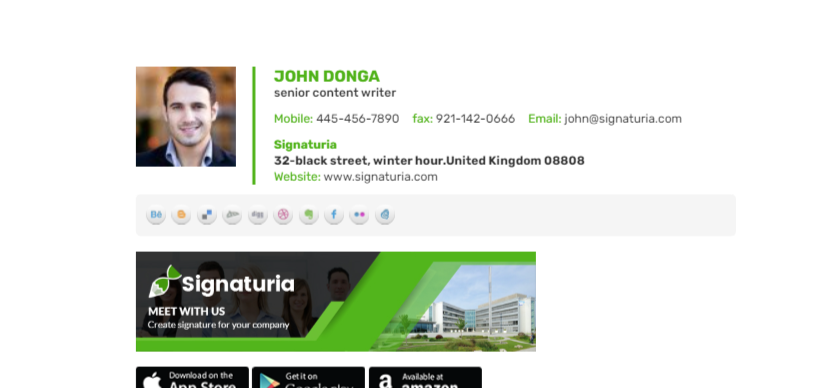 JOHN DONGA
senior content writer
Mobile: 445-456-7890 fax: 921-142-0666 Email: john@signaturia.com
Signaturia
32-black street, winter hour.United Kingdom 08808
Website: www.signaturia.com
Bē
digg
f
Signaturia
MEET WITH US
Create signature for your company
Download on the
App Store
Get it on
Google Play
Available at
amazon